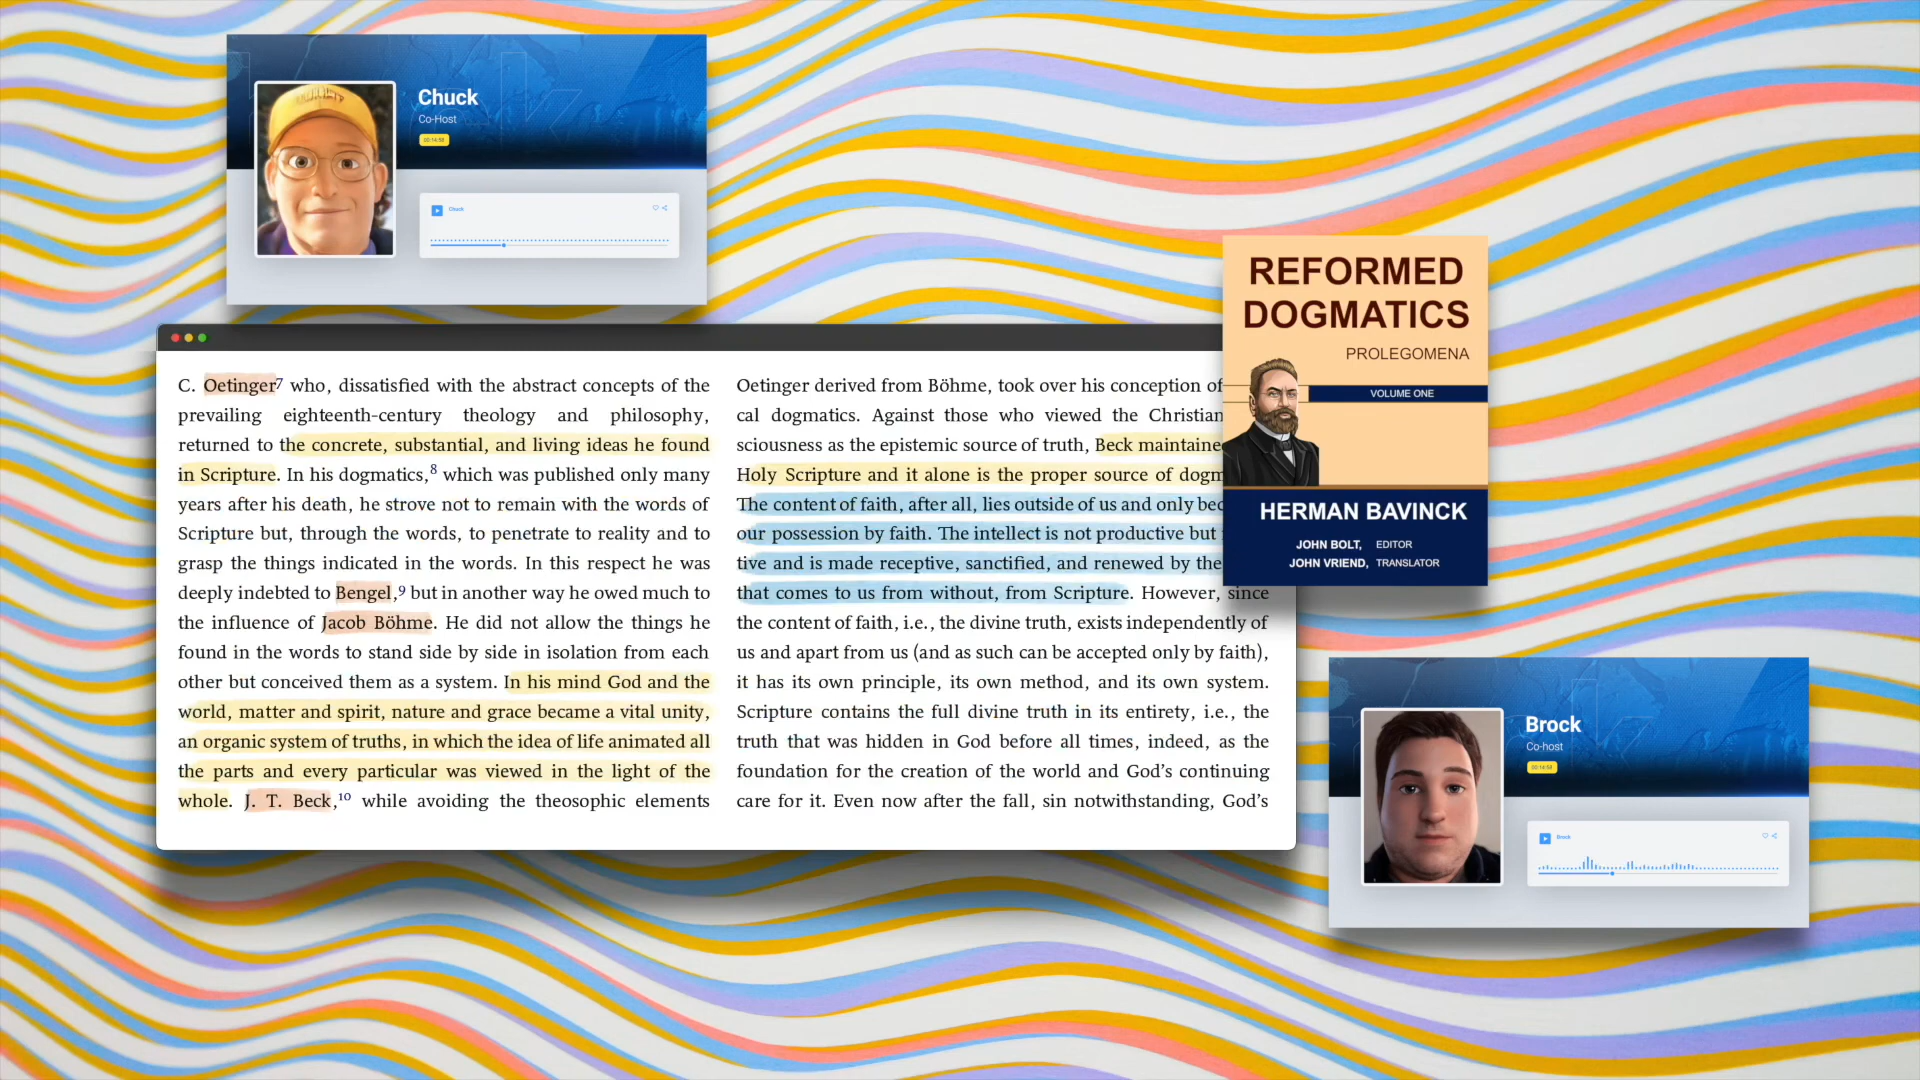 Chuck
Co-Host
00:14:58
Chuck
C. Oetinger7 who, dissatisfied with the abstract concepts of the
prevailing eighteenth-century theology and philosophy,
returned to the concrete, substantial, and living ideas he found
in Scripture. In his dogmatics,8 which was published only many
years after his death, he strove not to remain with the words of
Scripture but, through the words, to penetrate to reality and to
grasp the things indicated in the words. In this respect he was
deeply indebted to Bengel,9 but in another way he owed much to
the influence of Jacob Böhme. He did not allow the things he
found in the words to stand side by side in isolation from each
other but conceived them as a system. In his mind God and the
world, matter and spirit, nature and grace became a vital unity,
an organic system of truths, in which the idea of life animated all
the parts and every particular was viewed in the light of the
whole. J. T. Beck,10 while avoiding the theosophic elements
Oetinger derived from Böhme, took over his conception of
cal dogmatics. Against those who viewed the Christian
sciousness as the epistemic source of truth, Beck maintaine
Holy Scripture and it alone is the proper source of dogm
The content of faith, after all, lies outside of us and only bec
our possession by faith. The intellect is not productive but
tive and is made receptive, sanctified, and renewed by the
that comes to us from without, from Scripture. However, since
the content of faith, i.e., the divine truth, exists independently of
us and apart from us (and as such can be accepted only by faith),
it has its own principle, its own method, and its own system.
Scripture contains the full divine truth in its entirety, i.e., the
truth that was hidden in God before all times, indeed, as the
foundation for the creation of the world and God's continuing
care for it. Even now after the fall, sin notwithstanding, God's
REFORMED
DOGMATICS
PROLEGOMENA
VOLUME ONE
HERMAN BAVINCK
JOHN BOLT, EDITOR
JOHN VRIEND, TRANSLATOR
Brock
Co-host
00:14:58
Brock